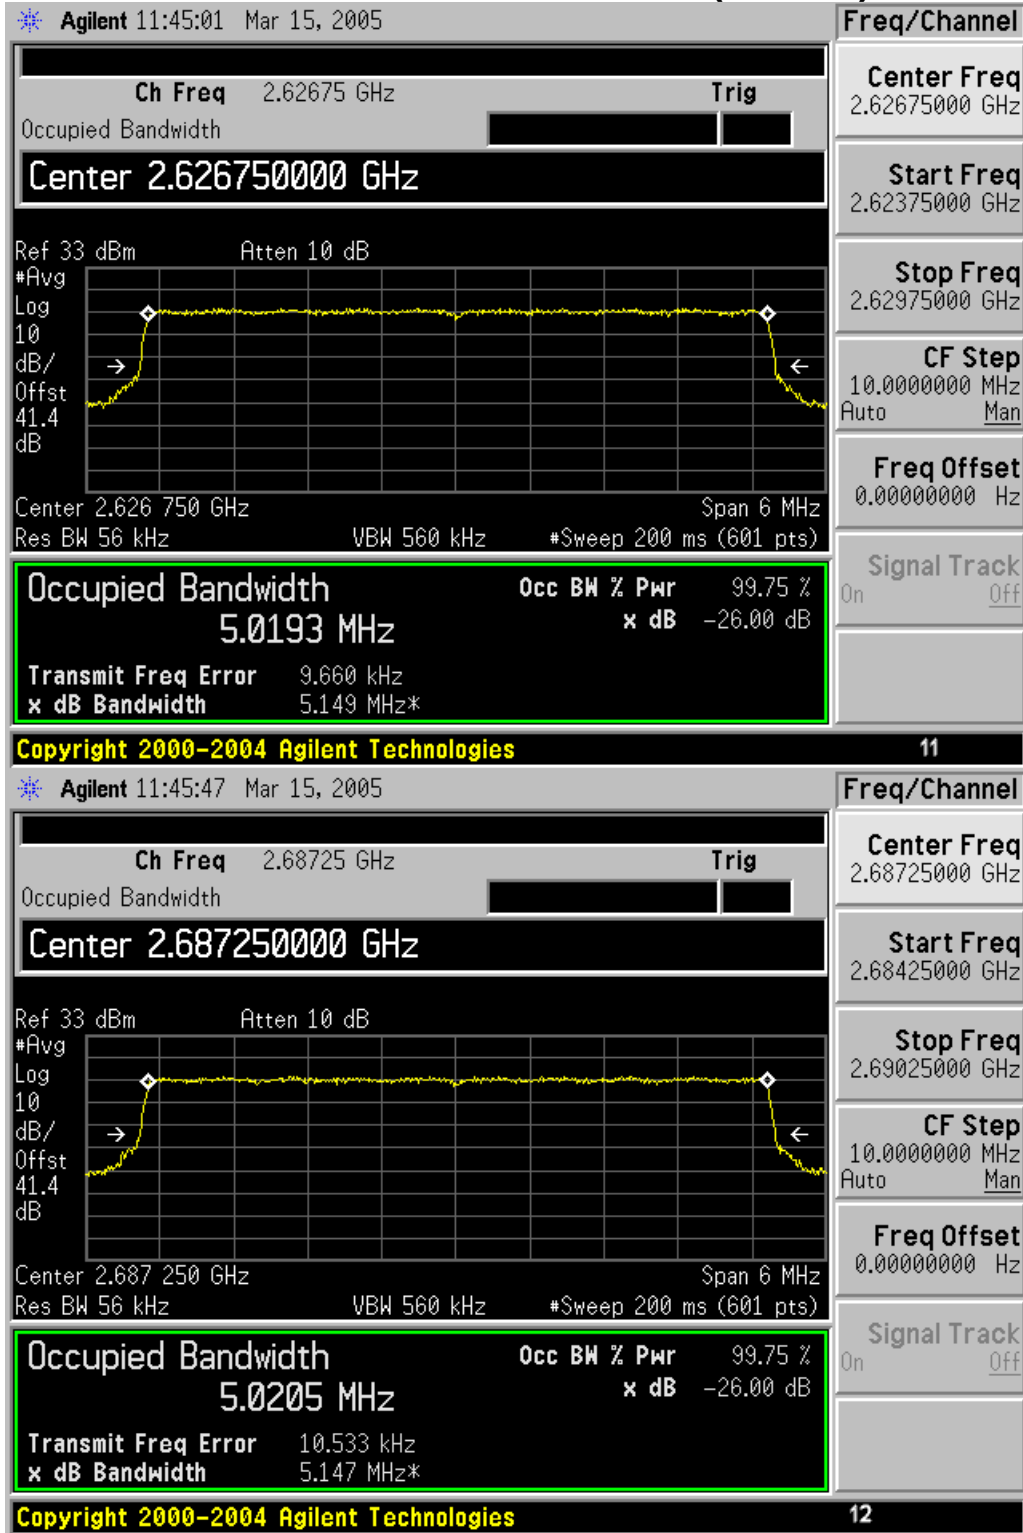 Agilent 11:45:01 Mar 15, 2005
Freq/Channel
Ch Freq 2.62675 GHz Trig
Occupied Bandwidth
Center 2.626750000 GHz
Center Freq
2.62675000 GHz
Start Freq
2.62375000 GHz
Stop Freq
2.62975000 GHz
CF Step
10.0000000 MHz
Auto Man
Freq Offset
0.00000000 Hz
Signal Track
On Off
Ref 33 dBm Atten 10 dB
#Avg
Log
10
dB/
Offst
41.4
dB
Center 2.626 750 GHz Span 6 MHz
Res BW 56 kHz VBW 560 kHz #Sweep 200 ms (601 pts)
Occupied Bandwidth Occ BW % Pwr 99.75 %
5.0193 MHz x dB -26.00 dB
Transmit Freq Error 9.660 kHz
x dB Bandwidth 5.149 MHz*
Copyright 2000-2004 Agilent Technologies 11
Agilent 11:45:47 Mar 15, 2005
Freq/Channel
Ch Freq 2.68725 GHz Trig
Occupied Bandwidth
Center 2.687250000 GHz
Center Freq
2.68725000 GHz
Start Freq
2.68425000 GHz
Stop Freq
2.69025000 GHz
CF Step
10.0000000 MHz
Auto Man
Freq Offset
0.00000000 Hz
Signal Track
On Off
Ref 33 dBm Atten 10 dB
#Avg
Log
10
dB/
Offst
41.4
dB
Center 2.687 250 GHz Span 6 MHz
Res BW 56 kHz VBW 560 kHz #Sweep 200 ms (601 pts)
Occupied Bandwidth Occ BW % Pwr 99.75 %
5.0205 MHz x dB -26.00 dB
Transmit Freq Error 10.533 kHz
x dB Bandwidth 5.147 MHz*
Copyright 2000-2004 Agilent Technologies 12